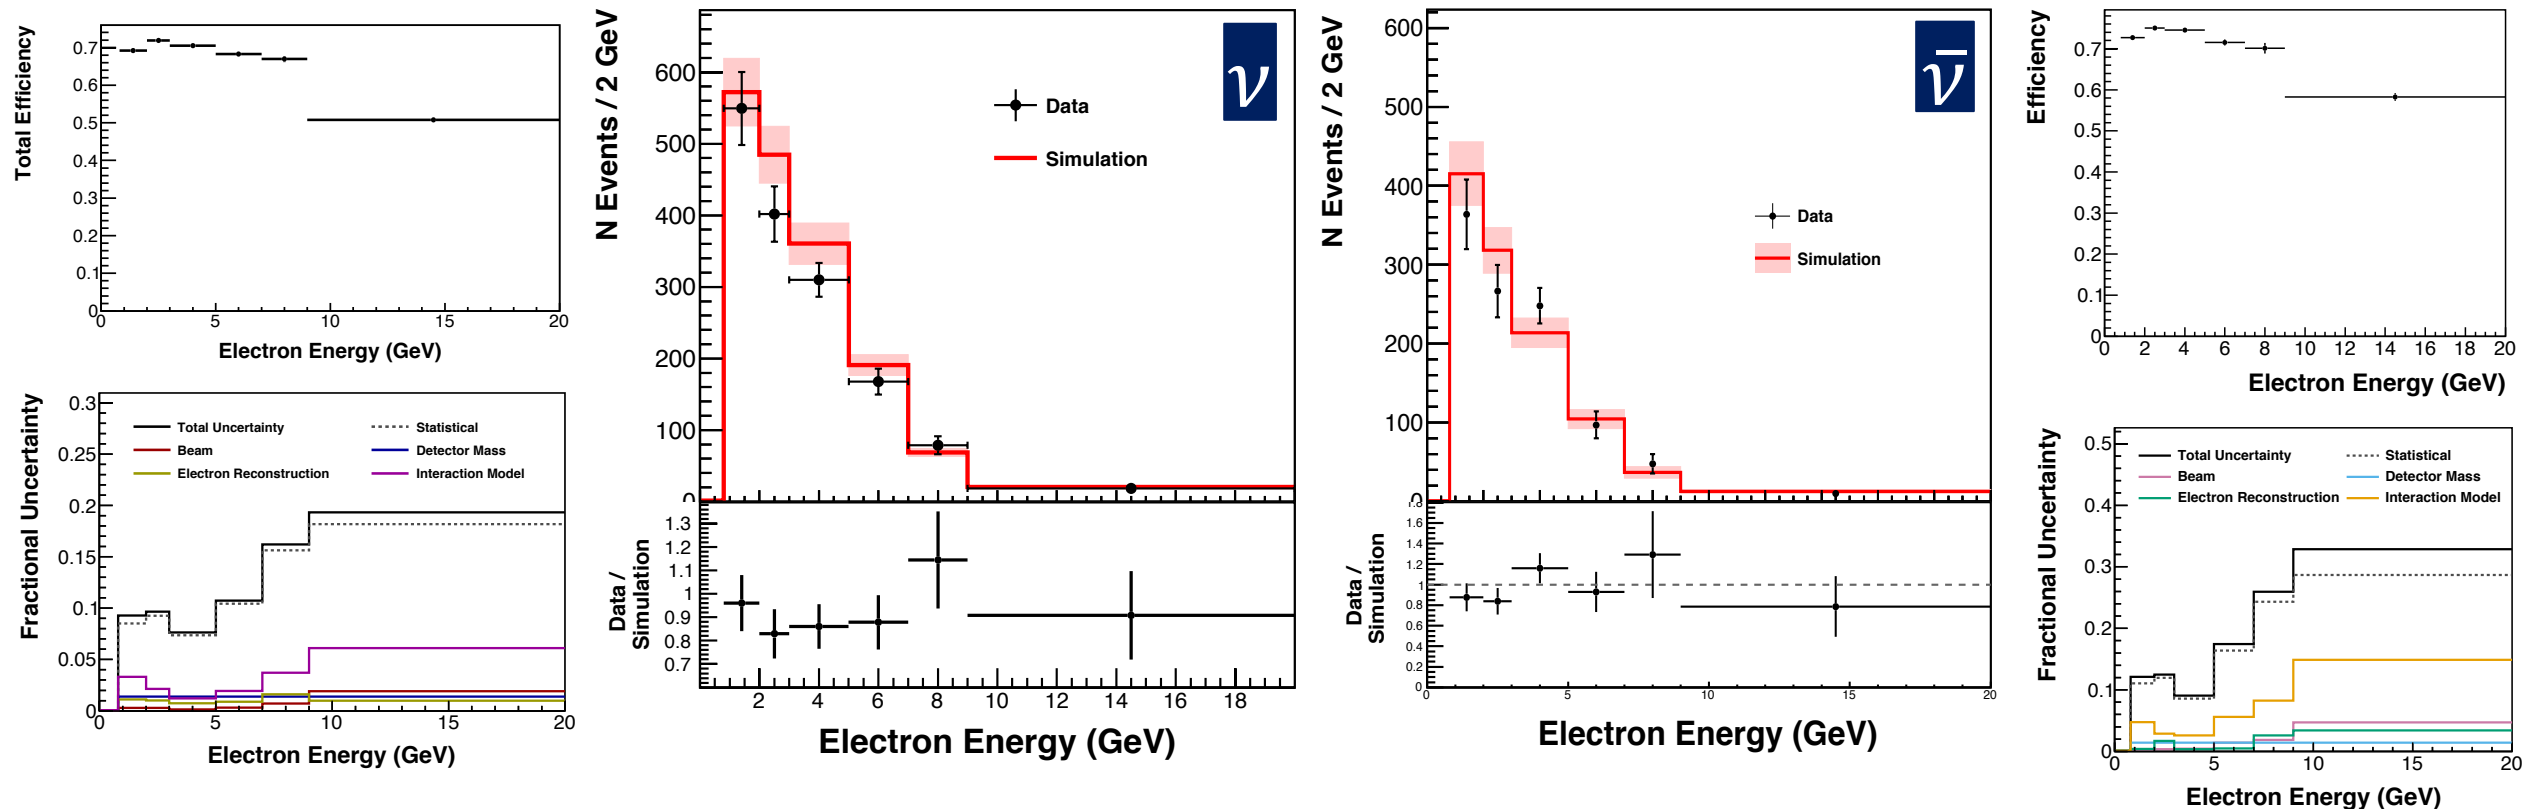 Total Efficiency
0.7
0.6
0.5
0.4
0.3
0.2
0.1
0
0 5 10 15 20
Electron Energy (GeV)
Fractional Uncertainty
0.3
0.25
0.2
0.15
0.1
0.05
0
Total Uncertainty
Statistical
Beam
Detector Mass
Electron Reconstruction
Interaction Model
0 5 10 15 20
Electron Energy (GeV)
N Events / 2 GeV
600
500
400
300
200
100
0
ν
Data
Simulation
Data /
Simulation
1.3
1.2
1.1
1
0.9
0.8
0.7
2 4 6 8 10 12 14 16 18
Electron Energy (GeV)
N Events / 2 GeV
600
500
400
300
200
100
0
ν̅
Data
Simulation
Data /
Simulation
1.8
1.6
1.4
1.2
1
0.8
0.6
0.4
0.2
0
0 5 10 15 20
Electron Energy (GeV)
Efficiency
0.7
0.6
0.5
0.4
0.3
0.2
0.1
0
0 2 4 6 8 10 12 14 16 18 20
Electron Energy (GeV)
Fractional Uncertainty
0.5
0.4
0.3
0.2
0.1
0
Total Uncertainty
Statistical
Beam
Detector Mass
Electron Reconstruction
Interaction Model
0 5 10 15 20
Electron Energy (GeV)